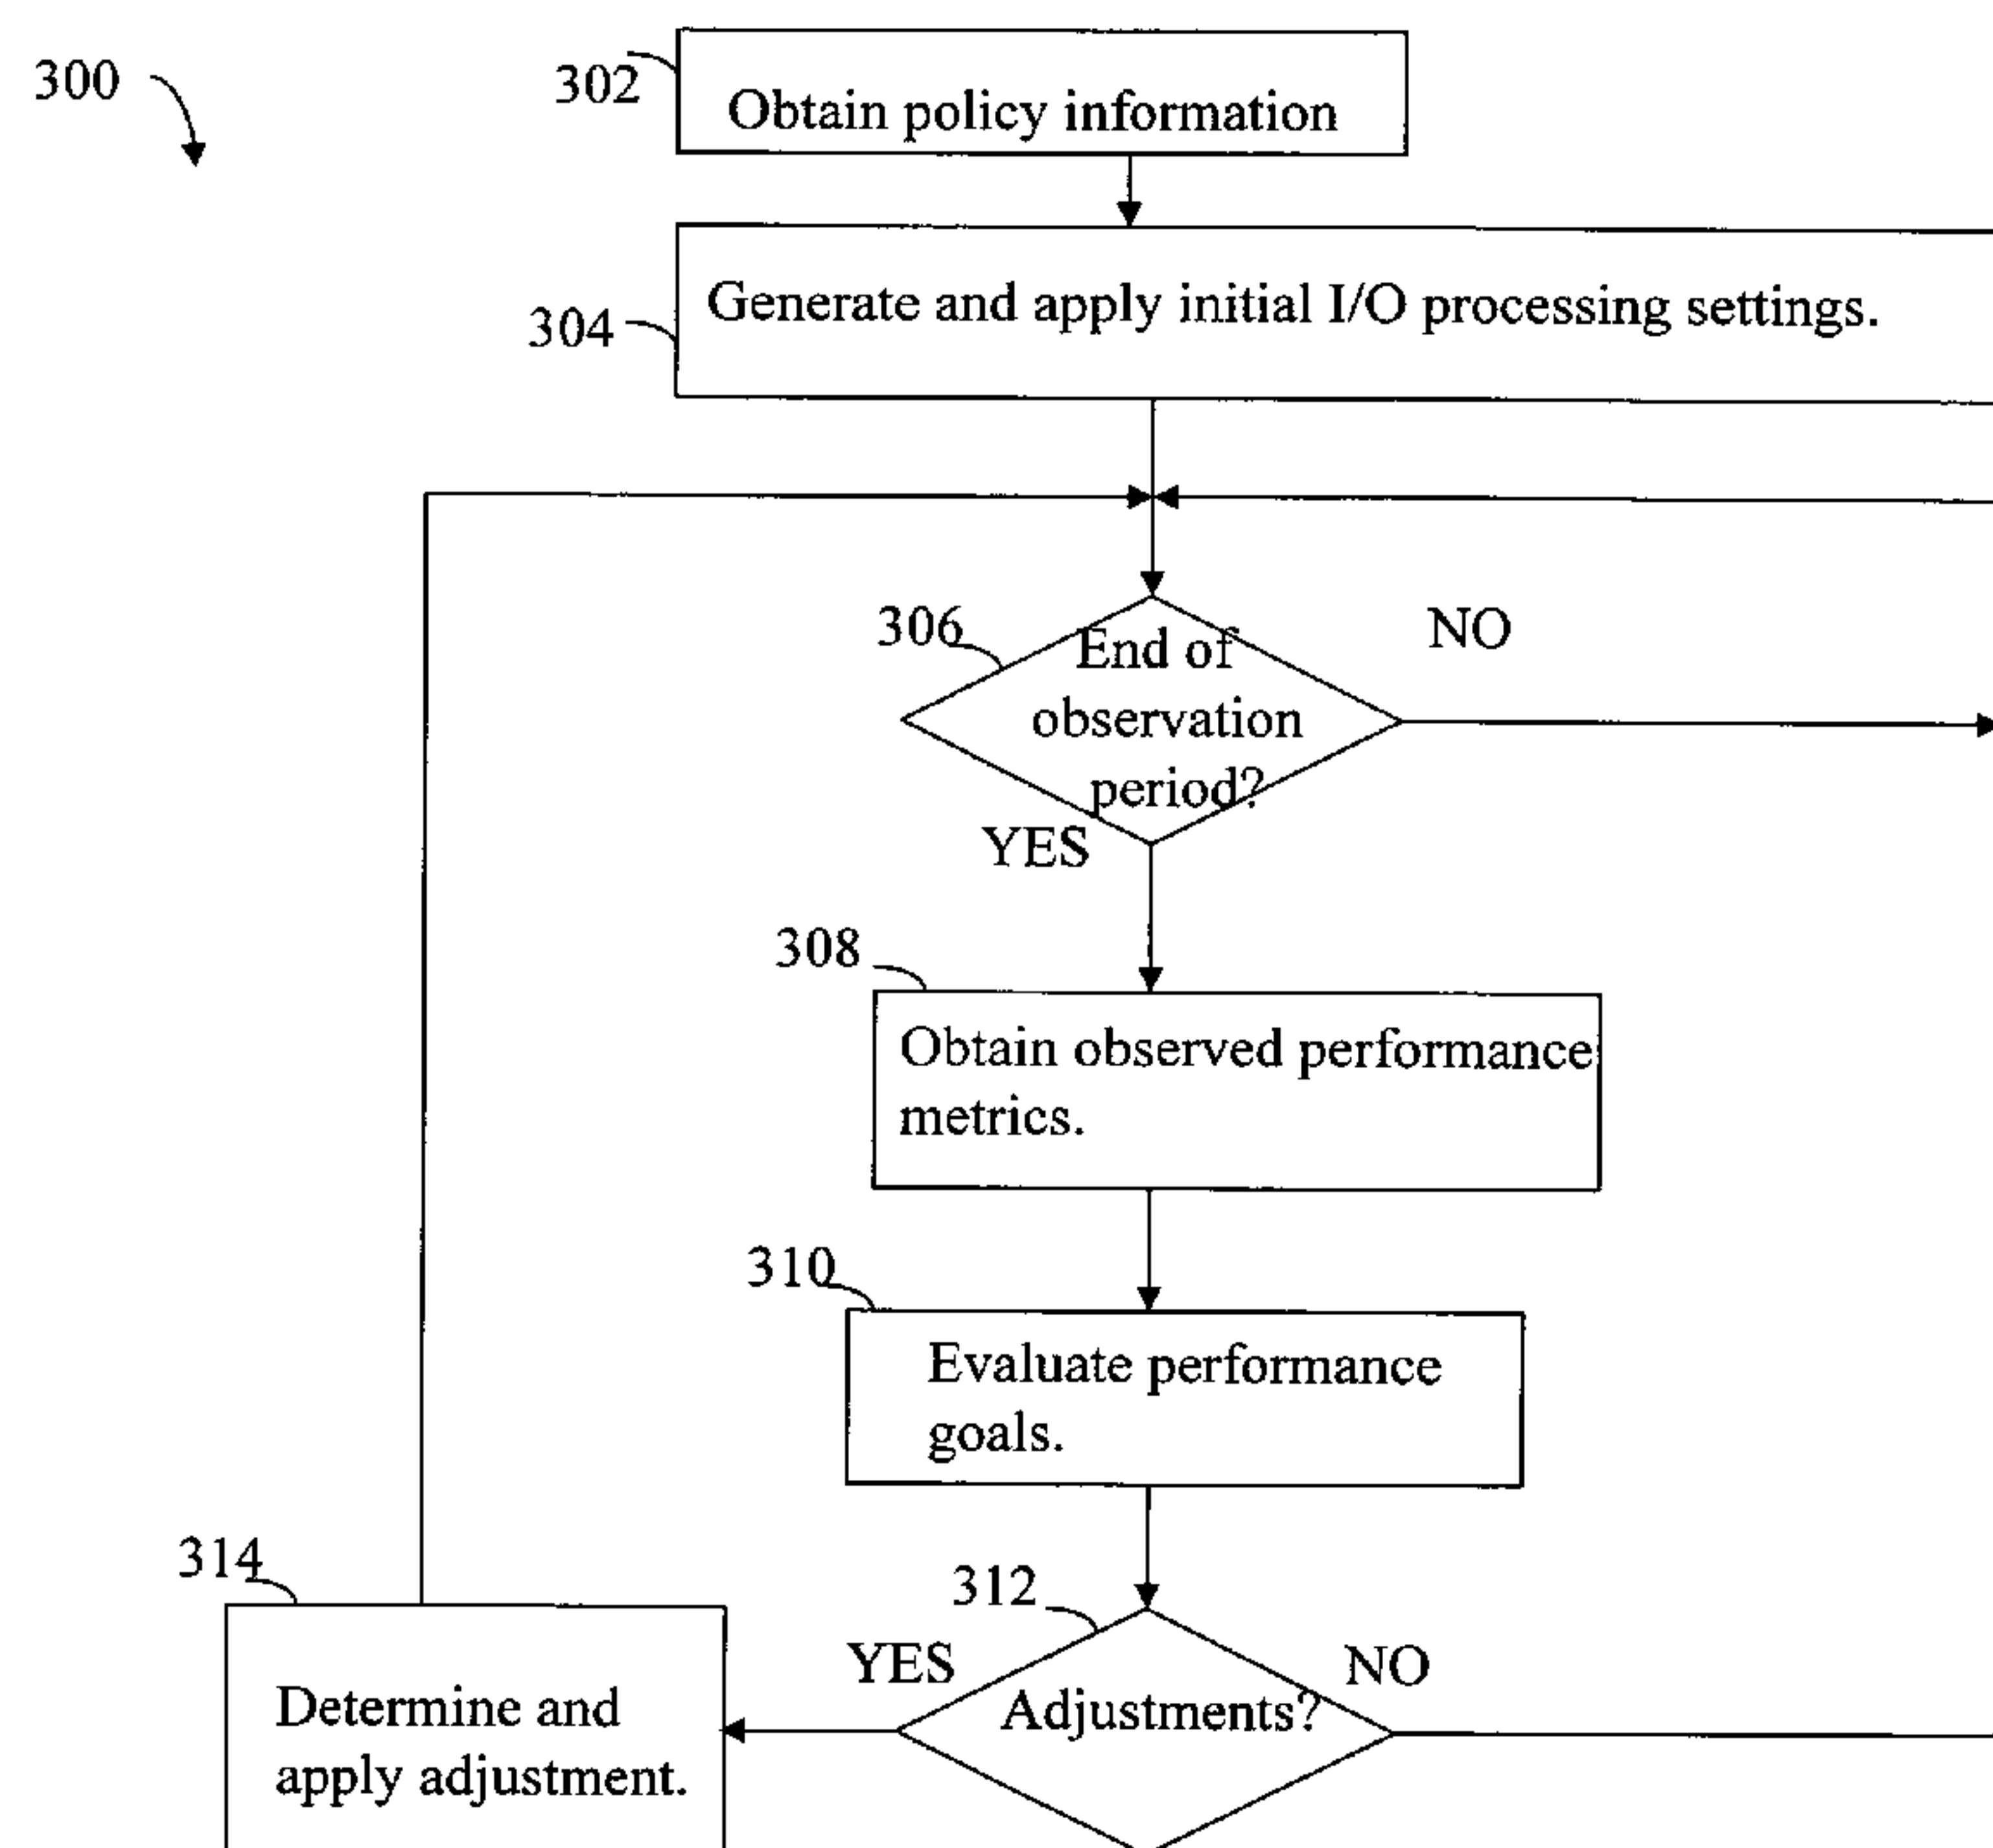 300
302
Obtain policy information
304
Generate and apply initial I/O processing settings.
306
End of
observation
period?
NO
YES
308
Obtain observed performance
metrics.
310
Evaluate performance
goals.
314
312
YES
NO
Adjustments?
Determine and
apply adjustment.